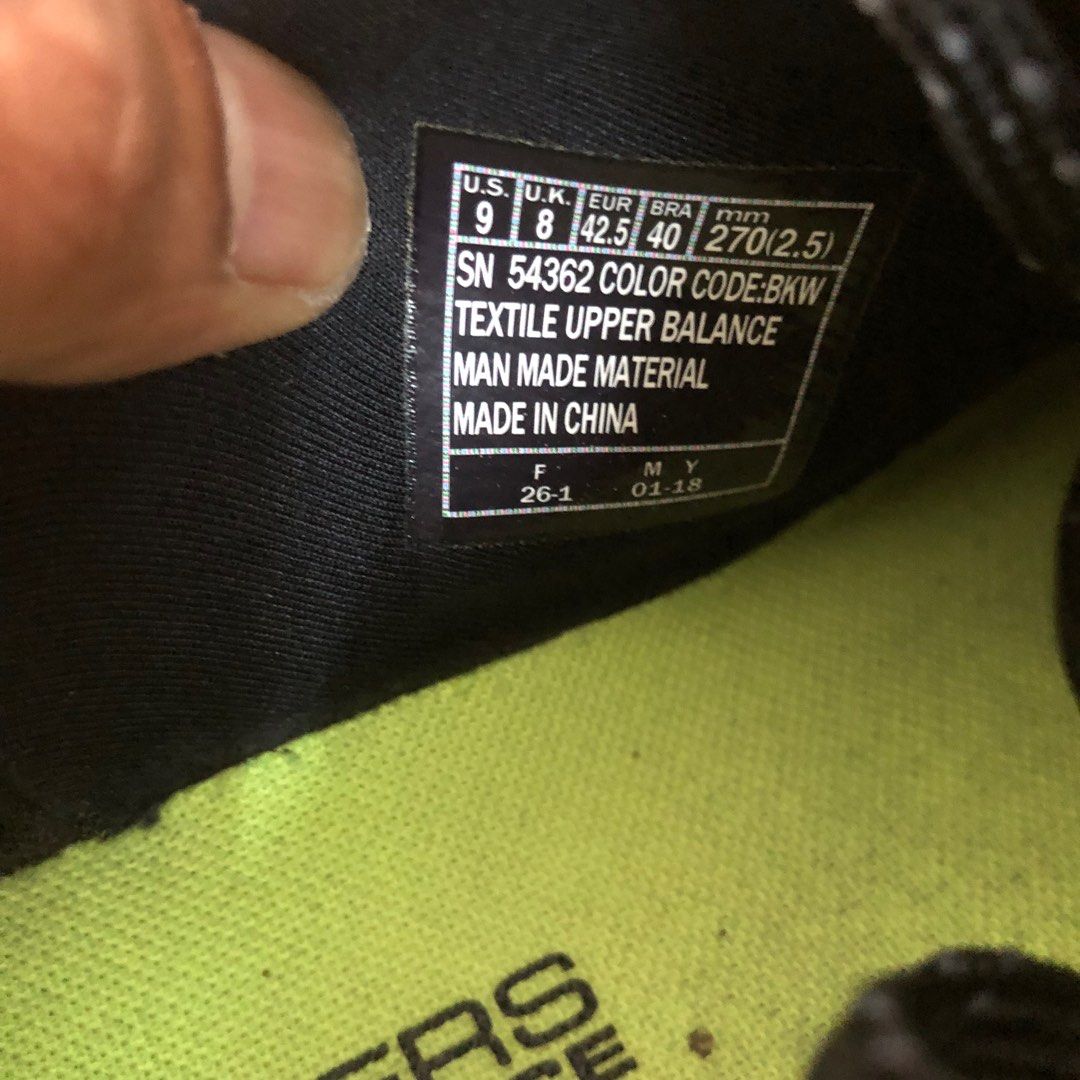 U.S. U.K. EUR BRA mm
9 8 42.5 40 270(2.5)
SN 54362 COLOR CODE:BKW
TEXTILE UPPER BALANCE
MAN MADE MATERIAL
MADE IN CHINA
F M Y
26-1 01-18